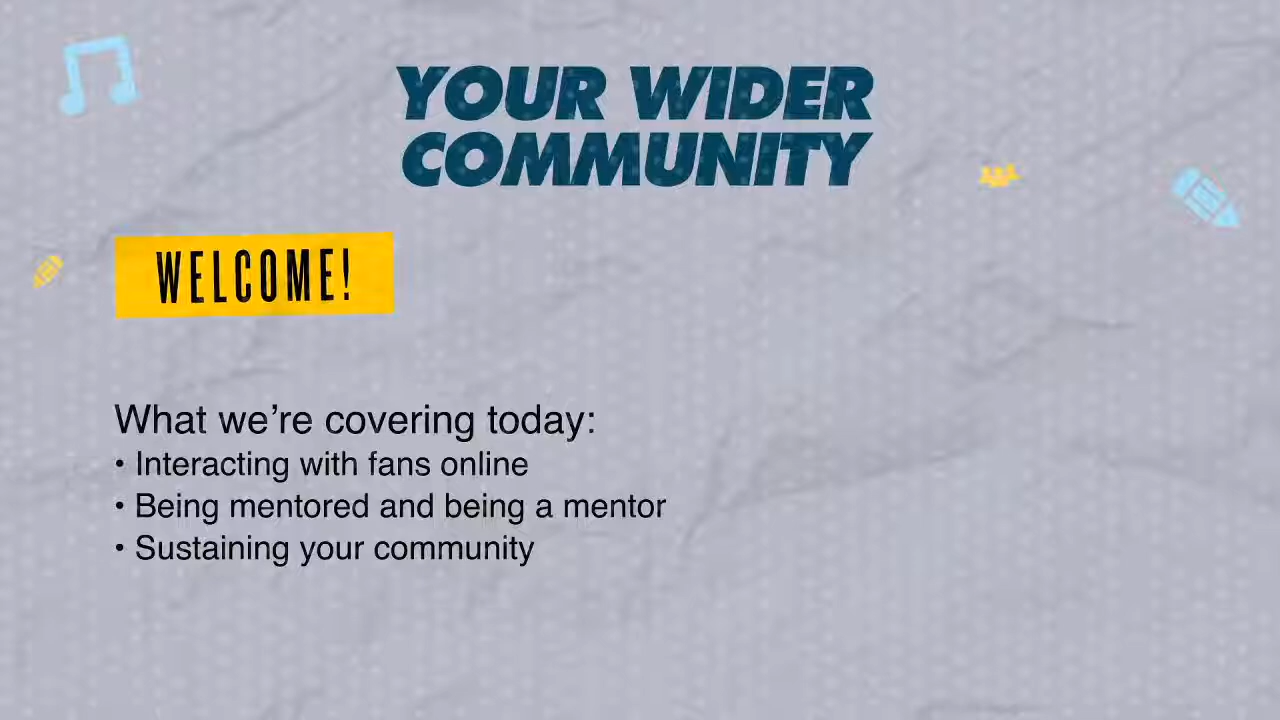 YOUR WIDER
COMMUNITY
WELCOME!
What we’re covering today:
• Interacting with fans online
• Being mentored and being a mentor
• Sustaining your community